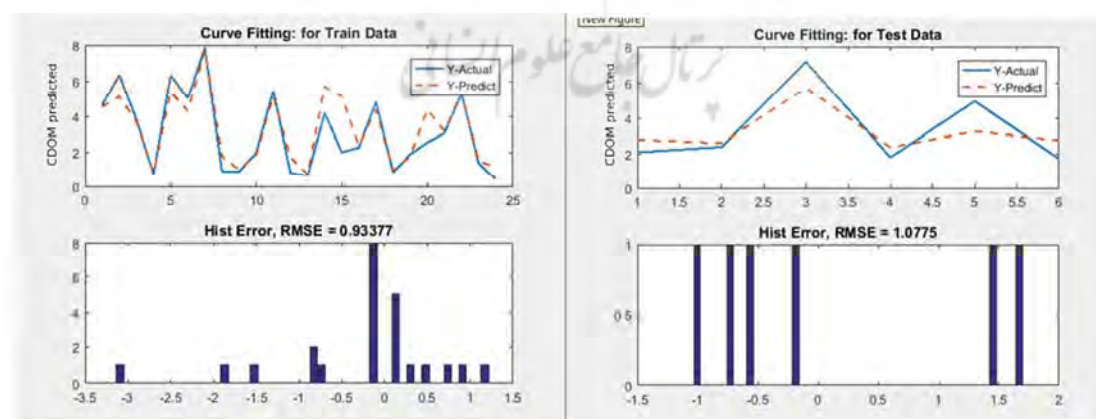 New Figure
Curve Fitting: for Train Data
8
6
4
2
0
CDOM predicted
Y-Actual
Y-Predict
0 5 10 15 20 25
Hist Error, RMSE = 0.93377
8
6
4
2
0
-3.5 -3 -2.5 -2 -1.5 -1 -0.5 0 0.5 1 1.5
Curve Fitting: for Test Data
8
6
4
2
0
CDOM predicted
Y-Actual
Y-Predict
1 1.5 2 2.5 3 3.5 4 4.5 5 5.5 6
Hist Error, RMSE = 1.0775
1
0 5
0
-1.5 -1 -0.5 0 0.5 1 1.5 2
پرتال جامع علوم انسانی